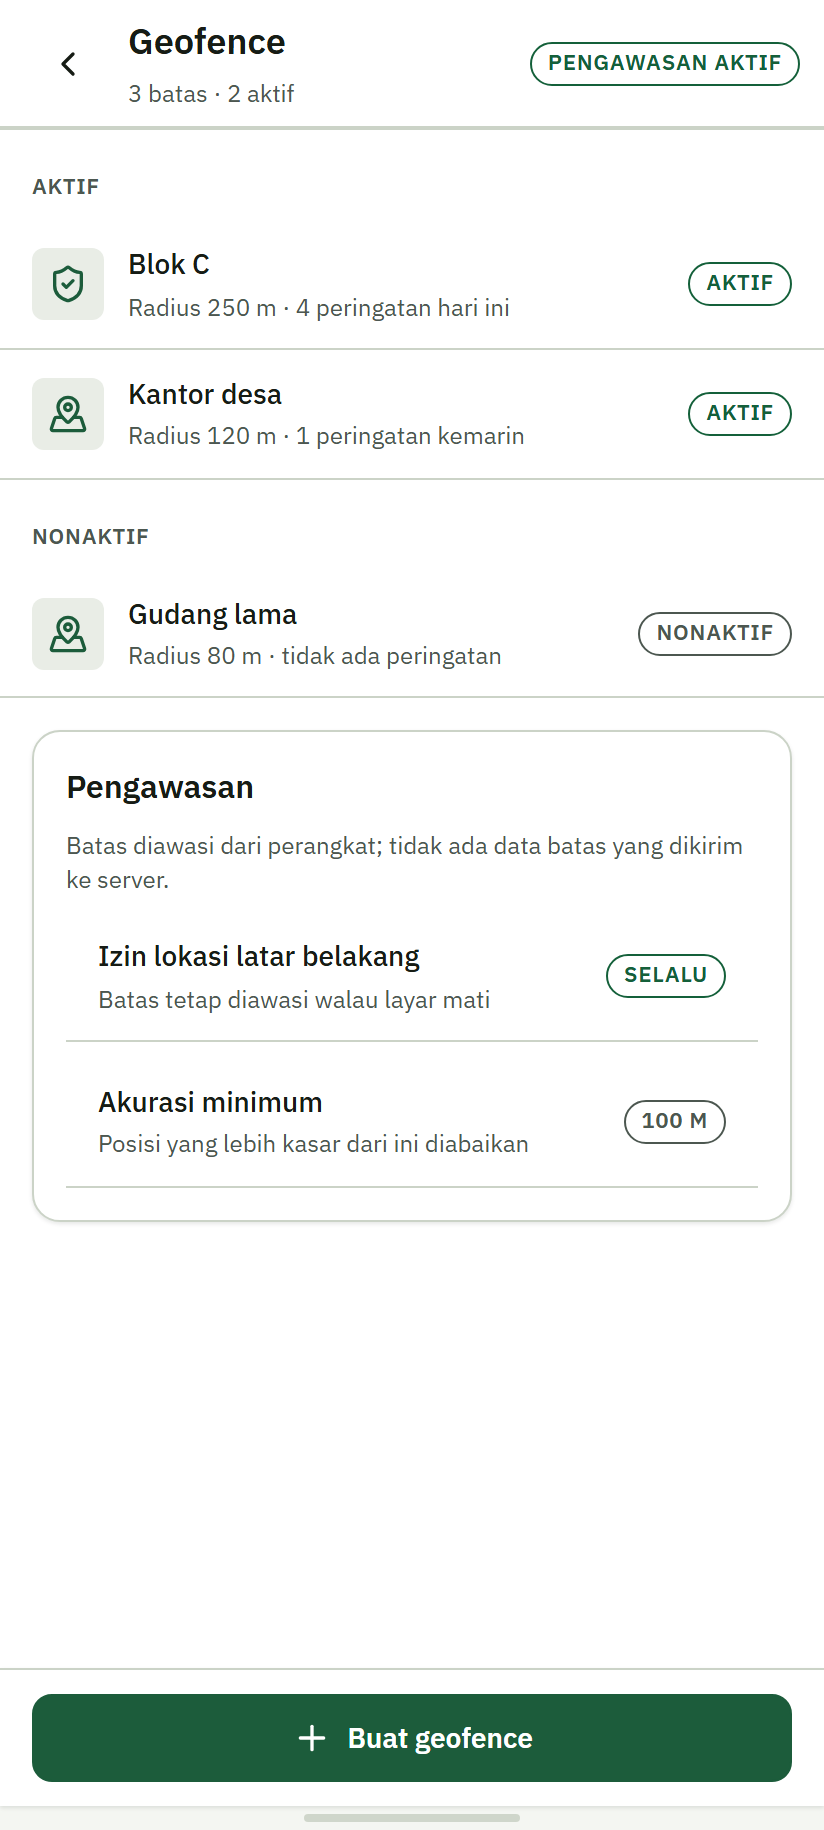 Geofence
3 batas · 2 aktif
PENGAWASAN AKTIF
AKTIF
Blok C
Radius 250 m · 4 peringatan hari ini
AKTIF
Kantor desa
Radius 120 m · 1 peringatan kemarin
AKTIF
NONAKTIF
Gudang lama
Radius 80 m · tidak ada peringatan
NONAKTIF
Pengawasan
Batas diawasi dari perangkat; tidak ada data batas yang dikirim
ke server.
Izin lokasi latar belakang
Batas tetap diawasi walau layar mati
SELALU
Akurasi minimum
Posisi yang lebih kasar dari ini diabaikan
100 M
Buat geofence